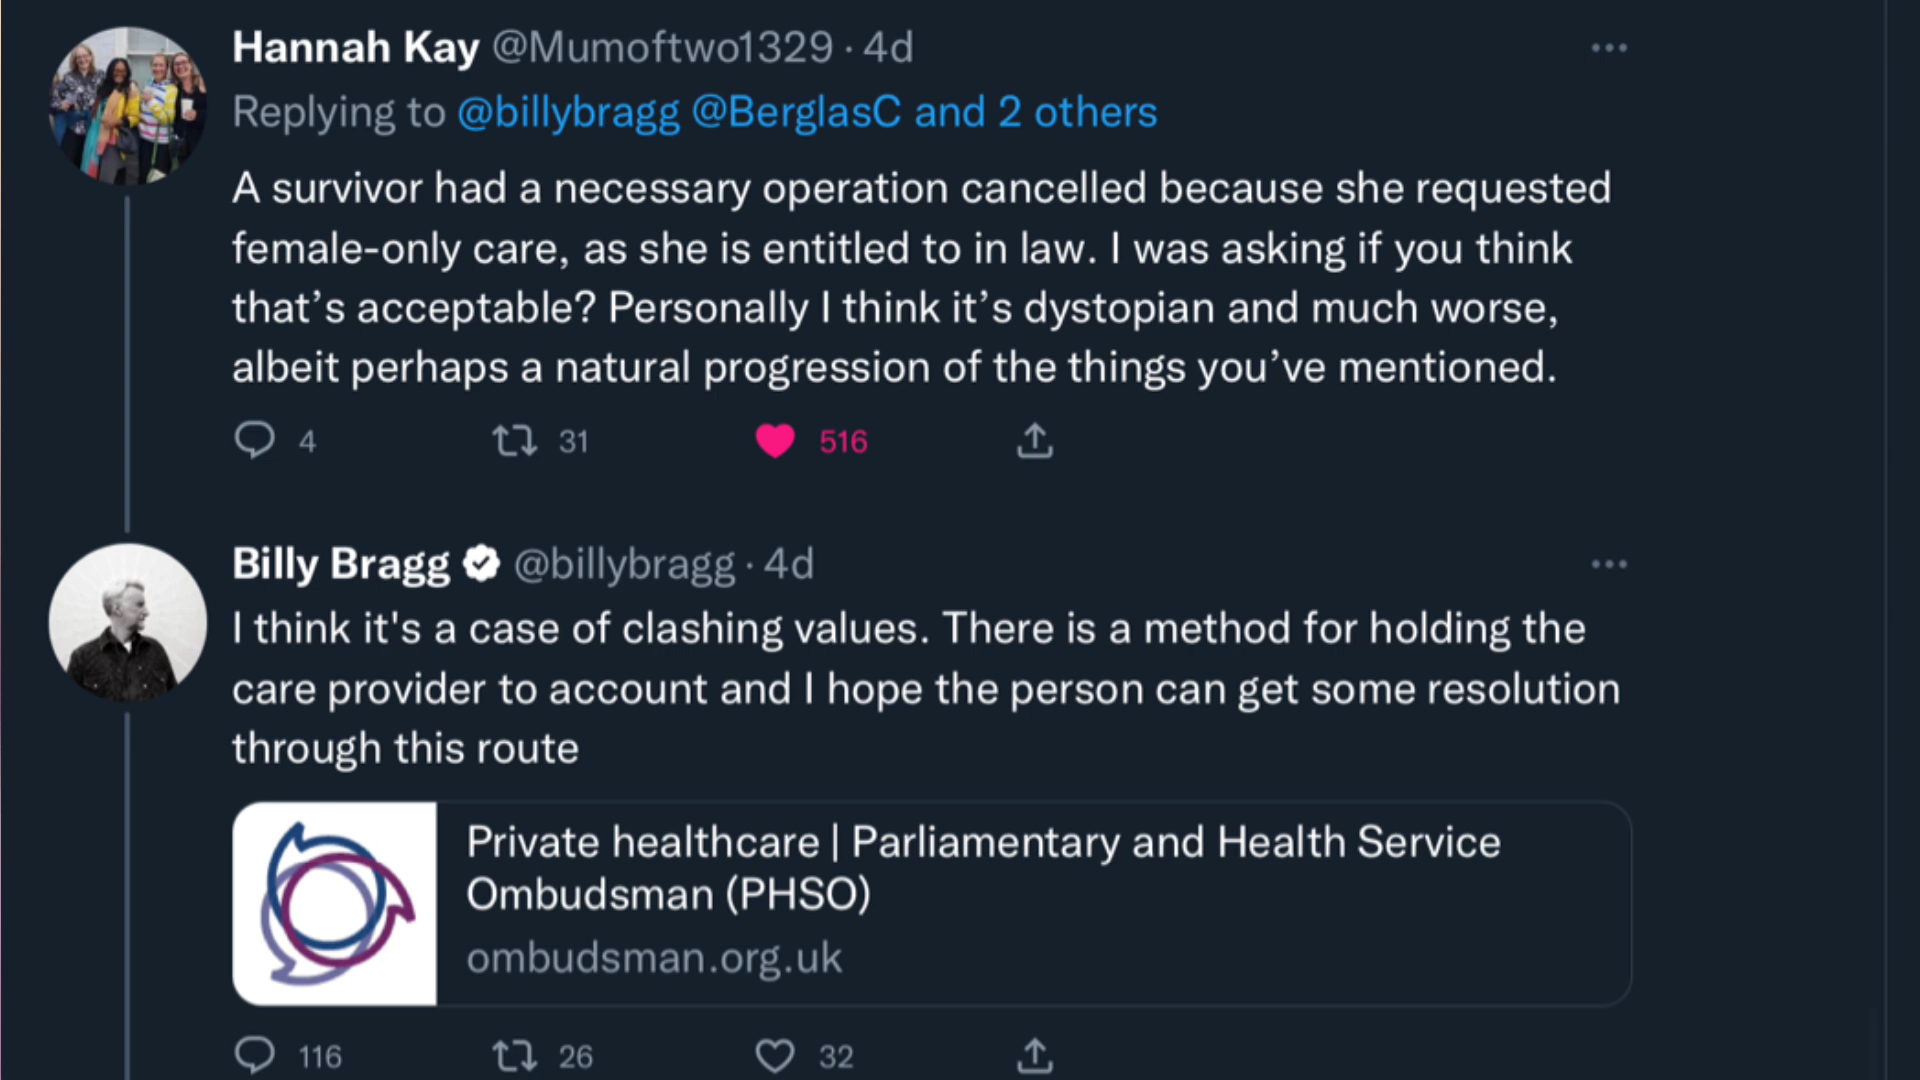 Hannah Kay @Mumoftwo1329 · 4d
Replying to @billybragg @BerglasC and 2 others
A survivor had a necessary operation cancelled because she requested
female-only care, as she is entitled to in law. I was asking if you think
that’s acceptable? Personally I think it’s dystopian and much worse,
albeit perhaps a natural progression of the things you’ve mentioned.
4 31 516
Billy Bragg @billybragg · 4d
I think it's a case of clashing values. There is a method for holding the
care provider to account and I hope the person can get some resolution
through this route
Private healthcare | Parliamentary and Health Service
Ombudsman (PHSO)
ombudsman.org.uk
116 26 32